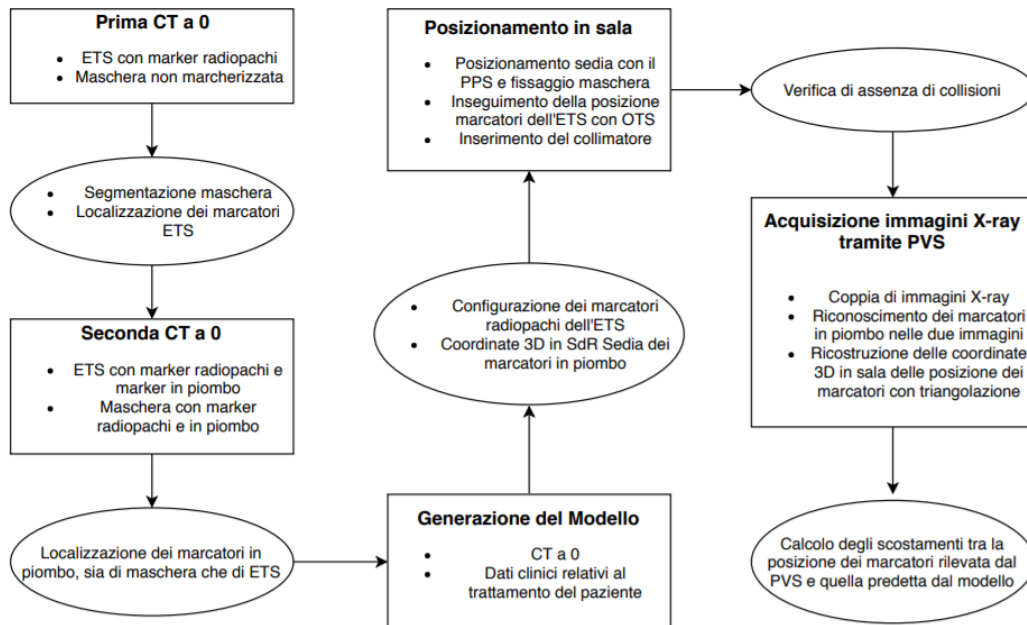 Prima CT a 0
• ETS con marker radiopachi
• Maschera non marcherizzata
• Segmentazione maschera
• Localizzazione dei marcatori
ETS
Seconda CT a 0
• ETS con marker radiopachi e
marker in piombo
• Maschera con marker
radiopachi e in piombo
Localizzazione dei marcatori in
piombo, sia di maschera che di ETS
Generazione del Modello
• CT a 0
• Dati clinici relativi al
trattamento del paziente
• Configurazione dei marcatori
radiopachi dell'ETS
• Coordinate 3D in SdR Sedia dei
marcatori in piombo
Posizionamento in sala
• Posizionamento sedia con il
PPS e fissaggio maschera
• Inseguimento della posizione
marcatori dell'ETS con OTS
• Inserimento del collimatore
Verifica di assenza di collisioni
Acquisizione immagini X-ray
tramite PVS
• Coppia di immagini X-ray
• Riconoscimento dei marcatori
in piombo nelle due immagini
• Ricostruzione delle coordinate
3D in sala delle posizione dei
marcatori con triangolazione
Calcolo degli scostamenti tra la
posizione dei marcatori rilevata dal
PVS e quella predetta dal modello